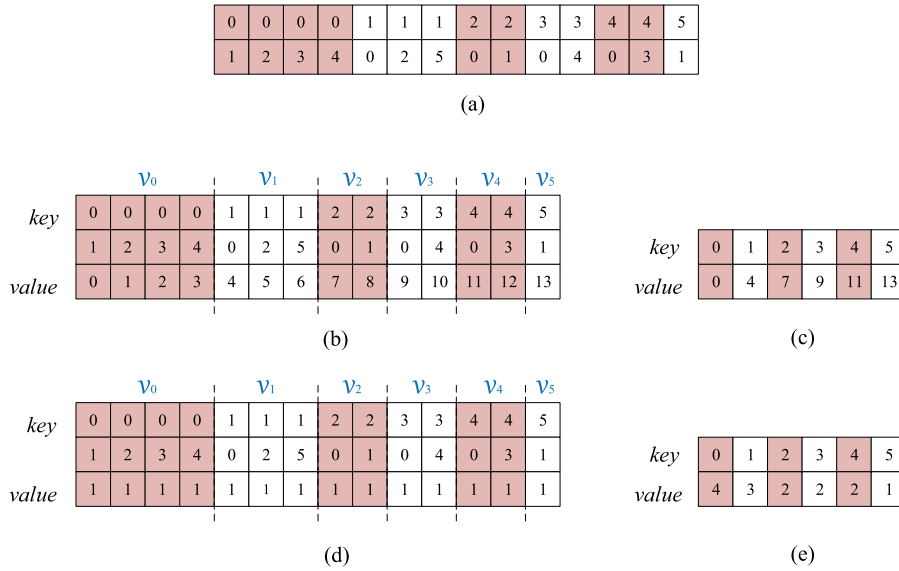 0 0 0 0 1 1 1 2 2 3 3 4 4 5
1 2 3 4 0 2 5 0 1 0 4 0 3 1
(a)
v0 v1 v2 v3 v4 v5
key 0 0 0 0 1 1 1 2 2 3 3 4 4 5
1 2 3 4 0 2 5 0 1 0 4 0 3 1
value 0 1 2 3 4 5 6 7 8 9 10 11 12 13
(b)
key 0 1 2 3 4 5
value 0 4 7 9 11 13
(c)
v0 v1 v2 v3 v4 v5
key 0 0 0 0 1 1 1 2 2 3 3 4 4 5
1 2 3 4 0 2 5 0 1 0 4 0 3 1
value 1 1 1 1 1 1 1 1 1 1 1 1 1 1
(d)
key 0 1 2 3 4 5
value 4 3 2 2 2 1
(e)